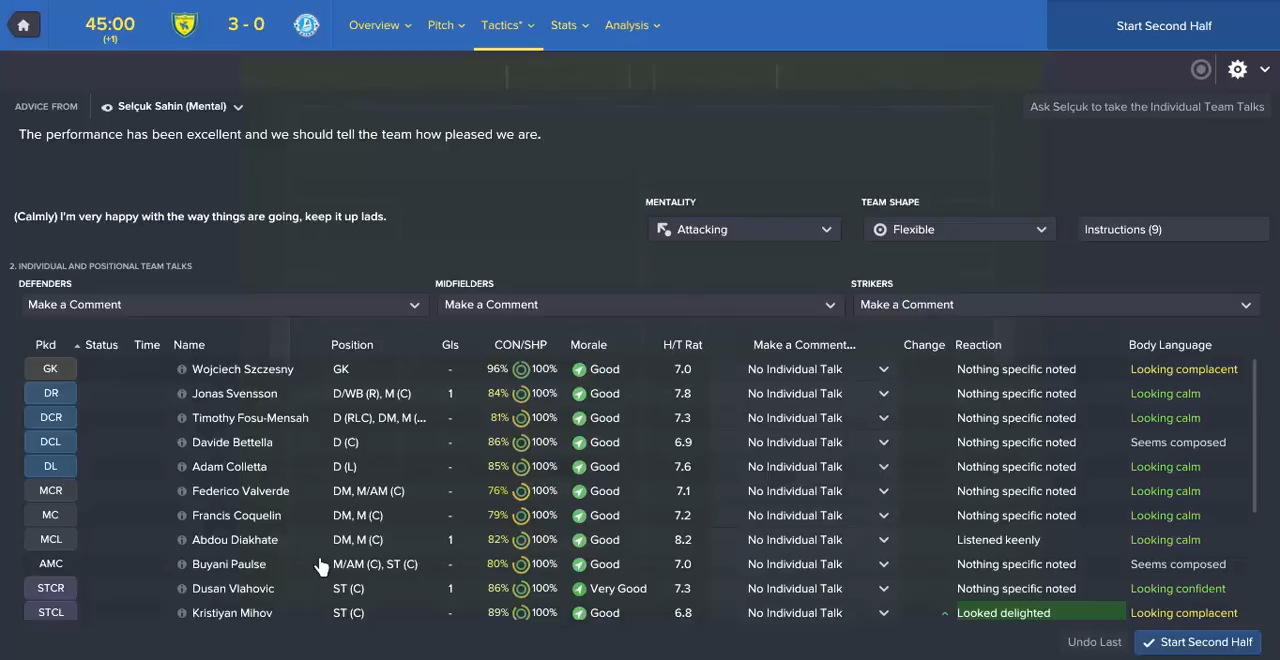 45:00
(+1)
3 - 0
Overview
Pitch
Tactics*
Stats
Analysis
Start Second Half
ADVICE FROM
Selçuk Sahin (Mental)
Ask Selçuk to take the Individual Team Talks
The performance has been excellent and we should tell the team how pleased we are.
MENTALITY
TEAM SHAPE
(Calmly) I'm very happy with the way things are going, keep it up lads.
Attacking
Flexible
Instructions (9)
2. INDIVIDUAL AND POSITIONAL TEAM TALKS
DEFENDERS
MIDFIELDERS
STRIKERS
Make a Comment
Make a Comment
Make a Comment
Pkd Status Time Name Position Gls CON/SHP Morale H/T Rat Make a Comment... Change Reaction Body Language
GK Wojciech Szczesny GK - 96% 100% Good 7.0 No Individual Talk Nothing specific noted Looking complacent
DR Jonas Svensson D/WB (R), M (C) 1 84% 100% Good 7.8 No Individual Talk Nothing specific noted Looking calm
DCR Timothy Fosu-Mensah D (RLC), DM, M (... - 81% 100% Good 7.3 No Individual Talk Nothing specific noted Looking calm
DCL Davide Bettella D (C) - 86% 100% Good 6.9 No Individual Talk Nothing specific noted Seems composed
DL Adam Colletta D (L) - 85% 100% Good 7.6 No Individual Talk Nothing specific noted Looking calm
MCR Federico Valverde DM, M/AM (C) - 76% 100% Good 7.1 No Individual Talk Nothing specific noted Looking calm
MC Francis Coquelin DM, M (C) - 79% 100% Good 7.2 No Individual Talk Nothing specific noted Looking calm
MCL Abdou Diakhate DM, M (C) 1 82% 100% Good 8.2 No Individual Talk Listened keenly Looking calm
AMC Buyani Paulse M/AM (C), ST (C) - 80% 100% Good 7.0 No Individual Talk Nothing specific noted Seems composed
STCR Dusan Vlahovic ST (C) 1 86% 100% Very Good 7.3 No Individual Talk Nothing specific noted Looking confident
STCL Kristiyan Mihov ST (C) - 89% 100% Good 6.8 No Individual Talk Looked delighted Looking complacent
Undo Last
Start Second Half